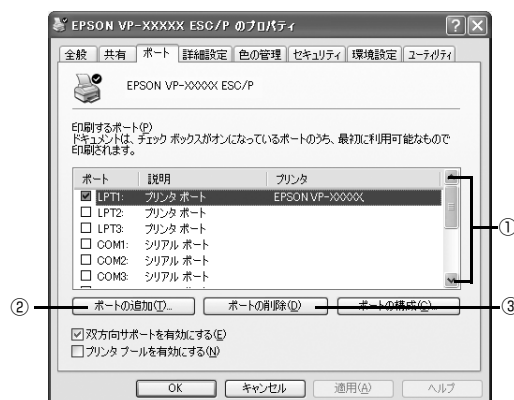 EPSON VP-XXXXX ESC/P のプロパティ
全般 共有 ポート 詳細設定 色の管理 セキュリティ 環境設定 ユーティリティ
EPSON VP-XXXXX ESC/P
印刷するポート(P)
ドキュメントは、チェック ボックスがオンになっているポートのうち、最初に利用可能なもので
印刷されます。
ポート 説明 プリンタ
LPT1: プリンタ ポート EPSON VP-XXXXX,
LPT2: プリンタ ポート
LPT3: プリンタ ポート
COM1: シリアル ポート
COM2: シリアル ポート
COM3: シリアル ポート
①
② ポートの追加(T)... ポートの削除(D) ポートの構成(C)... ③
双方向サポートを有効にする(E)
プリンタ プールを有効にする(N)
OK キャンセル 適用(A) ヘルプ